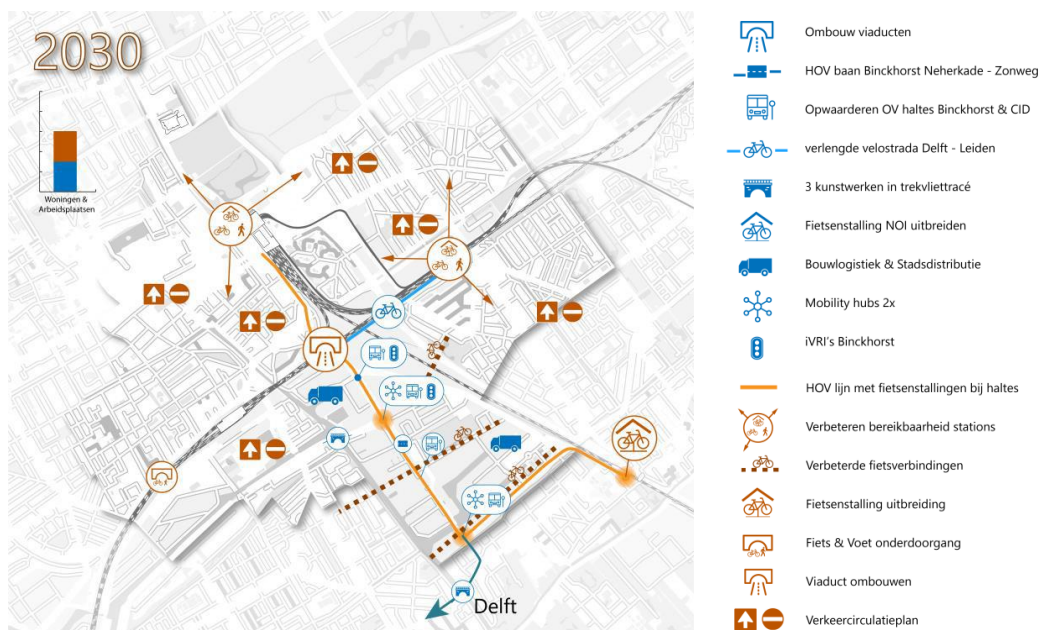 2030
Woningen &
Arbeidsplaatsen
Delft
Ombouw viaducten
HOV baan Binckhorst Neherkade - Zonweg
Opwaarderen OV haltes Binckhorst & CID
verlengde velostrada Delft - Leiden
3 kunstwerken in trekvliettracé
Fietsenstalling NOI uitbreiden
Bouwlogistiek & Stadsdistributie
Mobility hubs 2x
iVRI's Binckhorst
HOV lijn met fietsenstallingen bij haltes
Verbeteren bereikbaarheid stations
Verbeterde fietsverbindingen
Fietsenstalling uitbreiding
Fiets & Voet onderdoorgang
Viaduct ombouwen
Verkeercirculatieplan